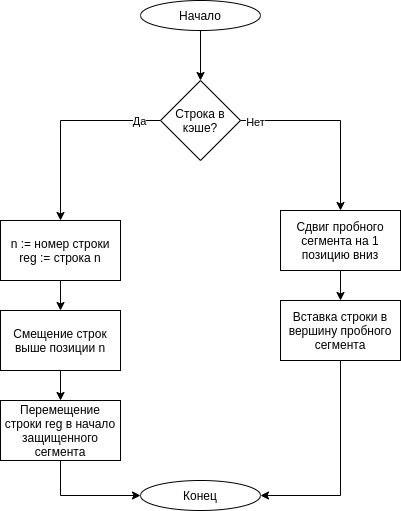 Начало
Строка в
кэше?
Да
Нет
n := номер строки
reg := строка n
Смещение строк
выше позиции n
Перемещение
строки reg в начало
защищенного
сегмента
Сдвиг пробного
сегмента на 1
позицию вниз
Вставка строки в
вершину пробного
сегмента
Конец